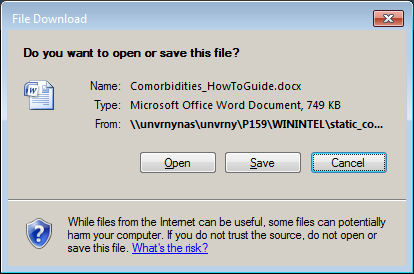 File Download
Do you want to open or save this file?
Name: Comorbidities_HowToGuide.docx
Type: Microsoft Office Word Document, 749 KB
From: \\unvrnynas\unvrny\P159\WININTEL\static_co...
Open Save Cancel
While files from the Internet can be useful, some files can potentially
harm your computer. If you do not trust the source, do not open or
save this file. What's the risk?